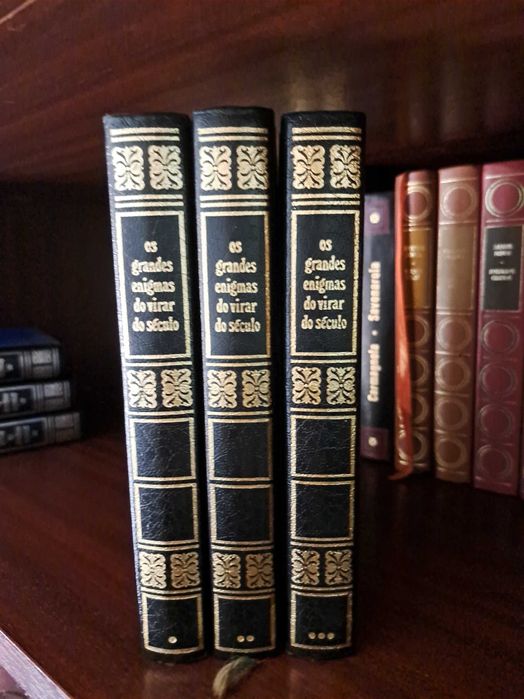 os
grandes
enigmas
do virar
do século
os
grandes
enigmas
do virar
do século
os
grandes
enigmas
do virar
do século
Savonarola